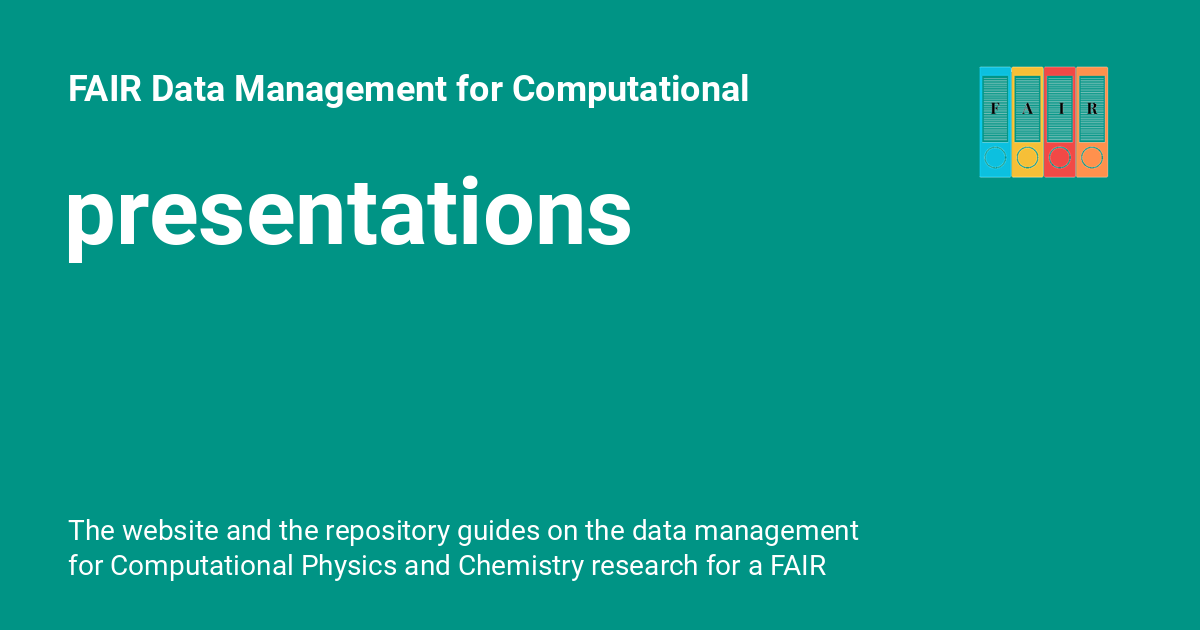 FAIR Data Management for Computational
F A I R
presentations
The website and the repository guides on the data management
for Computational Physics and Chemistry research for a FAIR